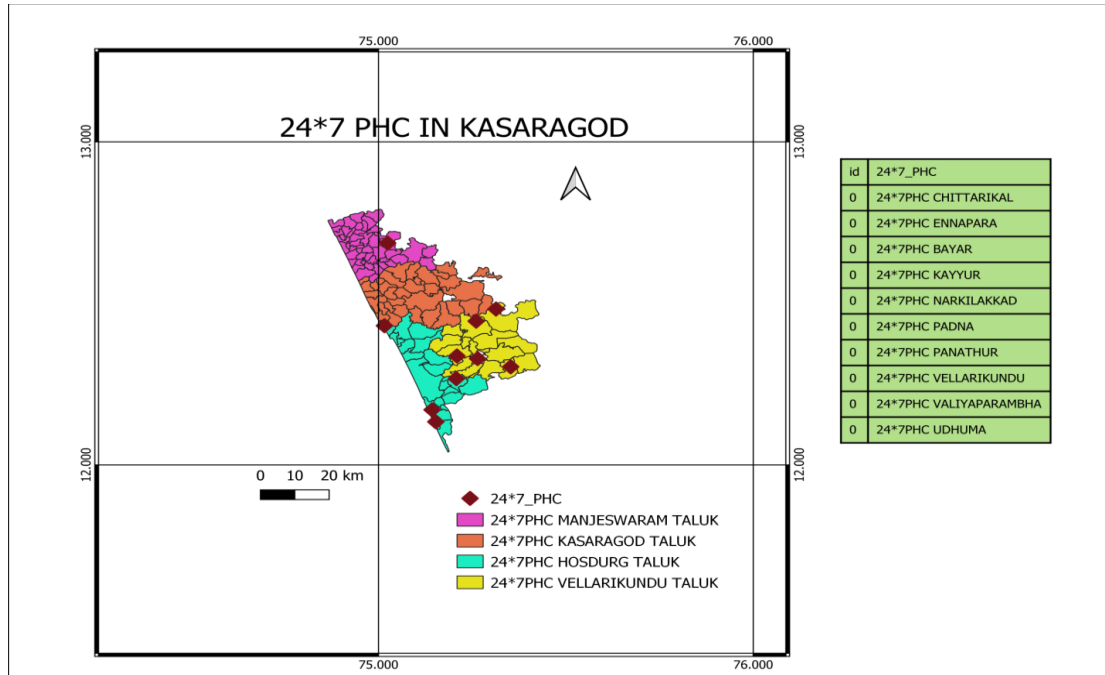 75.000 76.000
24*7 PHC IN KASARAGOD
13.000 13.000
id 24*7_PHC
0 24*7PHC CHITTARIKAL
0 24*7PHC ENNAPARA
0 24*7PHC BAYAR
0 24*7PHC KAYYUR
0 24*7PHC NARKILAKKAD
0 24*7PHC PADNA
0 24*7PHC PANATHUR
0 24*7PHC VELLARIKUNDU
0 24*7PHC VALIYAPARAMBHA
0 24*7PHC UDHUMA
12.000 12.000
0 10 20 km
24*7_PHC
24*7PHC MANJESWARAM TALUK
24*7PHC KASARAGOD TALUK
24*7PHC HOSDURG TALUK
24*7PHC VELLARIKUNDU TALUK
75.000 76.000